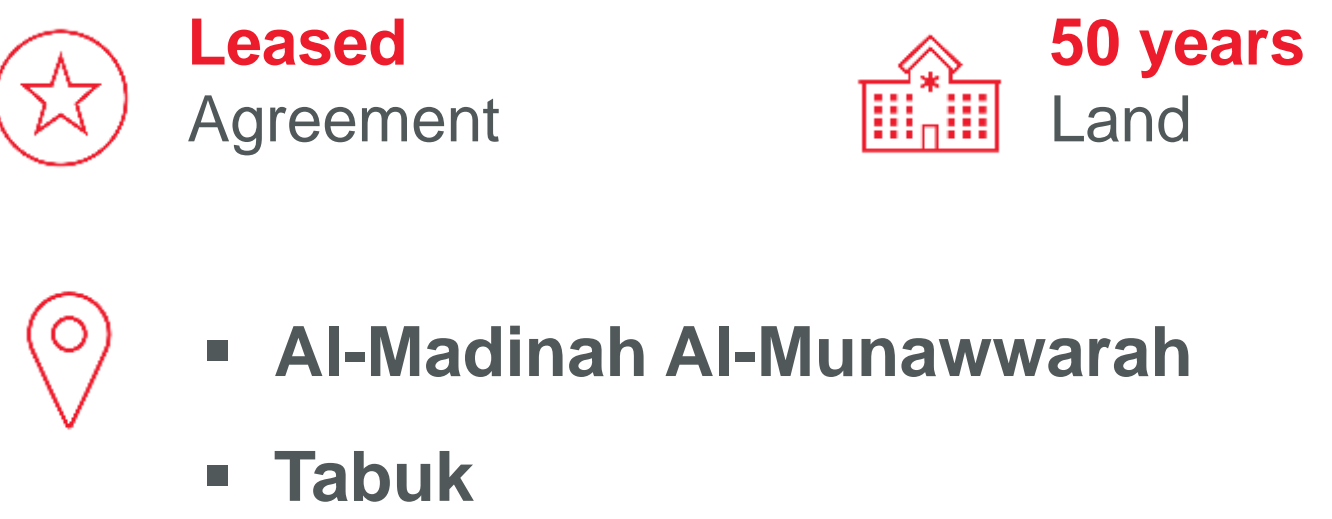 Leased
Agreement
50 years
Land
▪ Al-Madinah Al-Munawwarah
▪ Tabuk